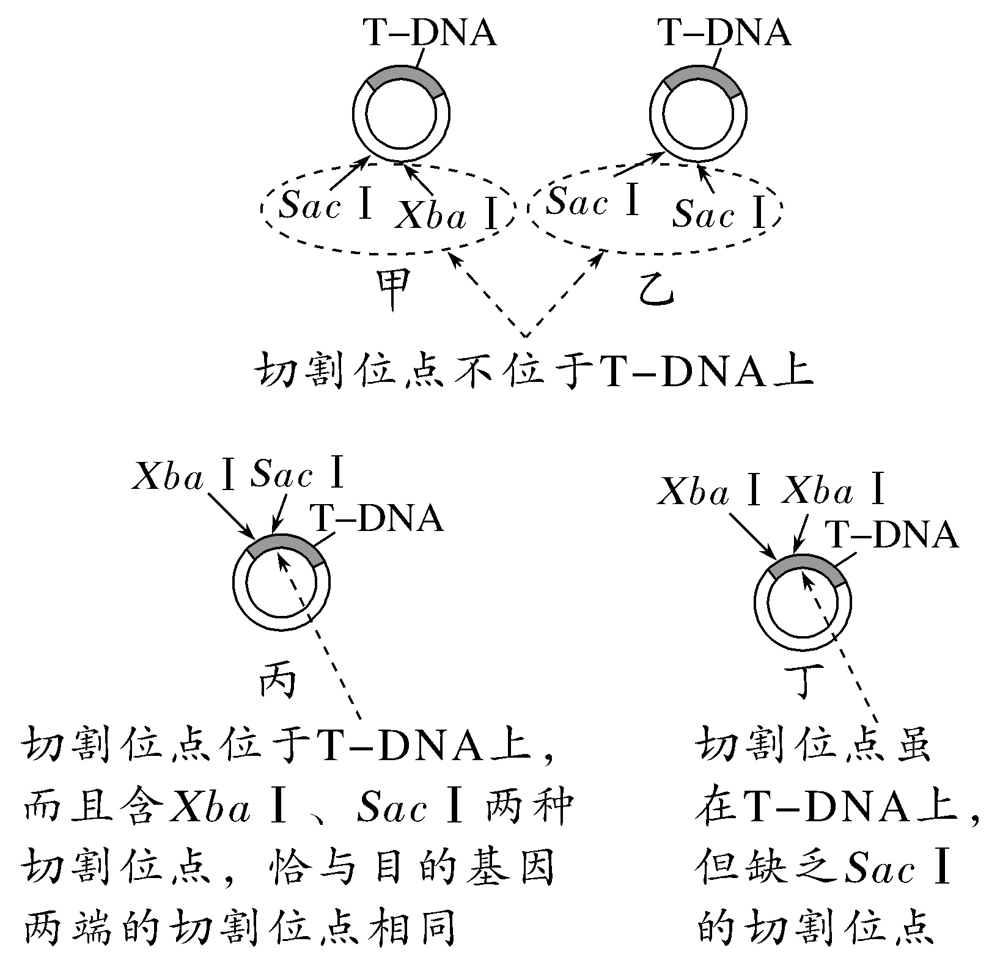 T-DNA T-DNA
Sac Ⅰ Xba Ⅰ Sac Ⅰ Sac Ⅰ
甲 乙
切割位点不位于T-DNA上
Xba Ⅰ Sac Ⅰ
T-DNA
丙
切割位点位于T-DNA上，
而且含Xba Ⅰ、Sac Ⅰ两种
切割位点，恰与目的基因
两端的切割位点相同
Xba Ⅰ Xba Ⅰ
T-DNA
丁
切割位点虽
在T-DNA上，
但缺乏Sac Ⅰ
的切割位点